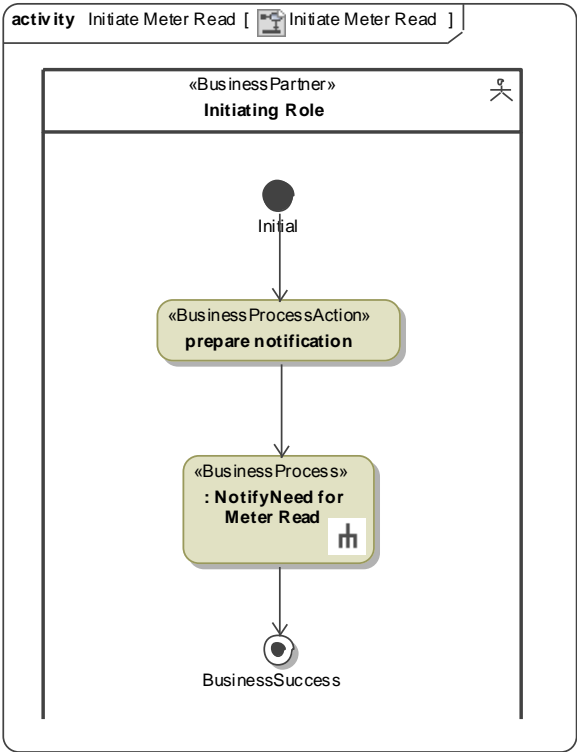 activity Initiate Meter Read [ Initiate Meter Read ]
«BusinessPartner»
Initiating Role
Initial
«BusinessProcessAction»
prepare notification
«BusinessProcess»
: NotifyNeed for
Meter Read
BusinessSuccess